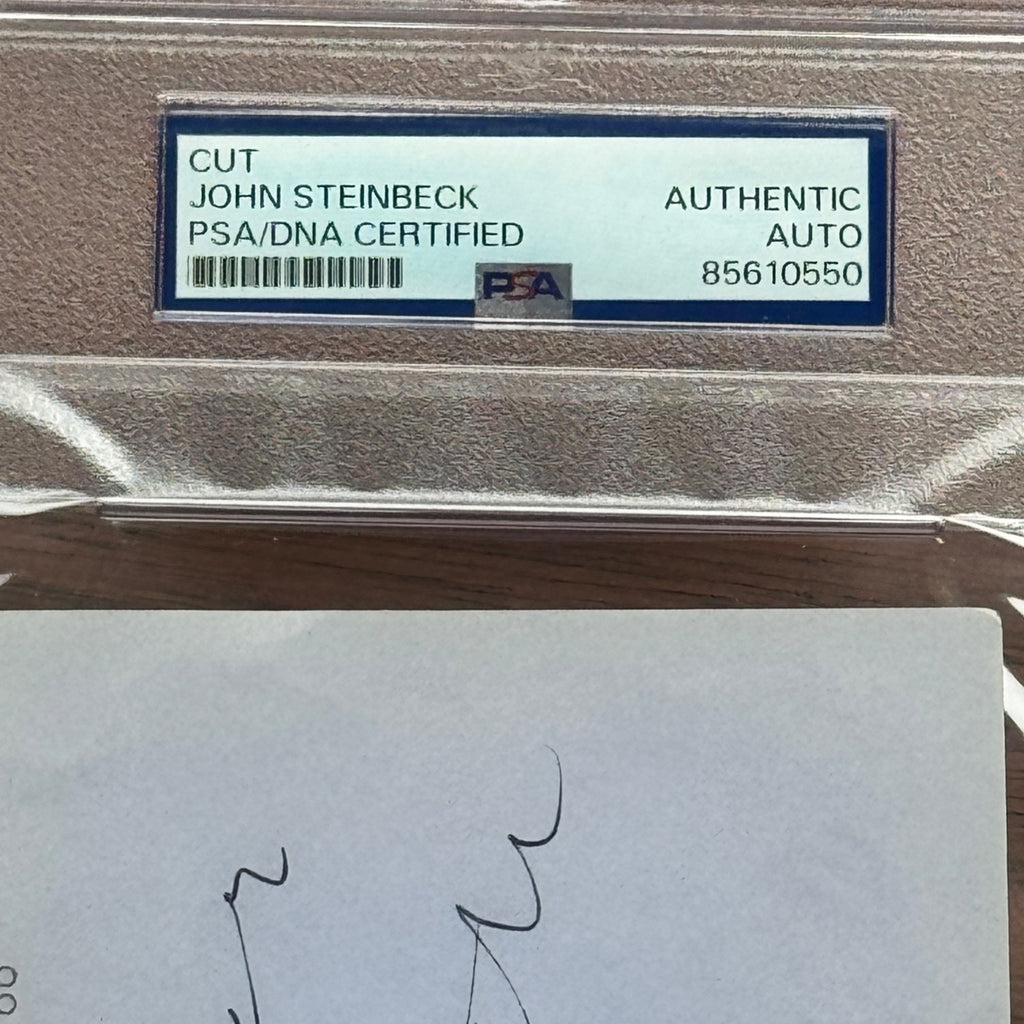 CUT
JOHN STEINBECK
PSA/DNA CERTIFIED
AUTHENTIC
AUTO
85610550
PSA